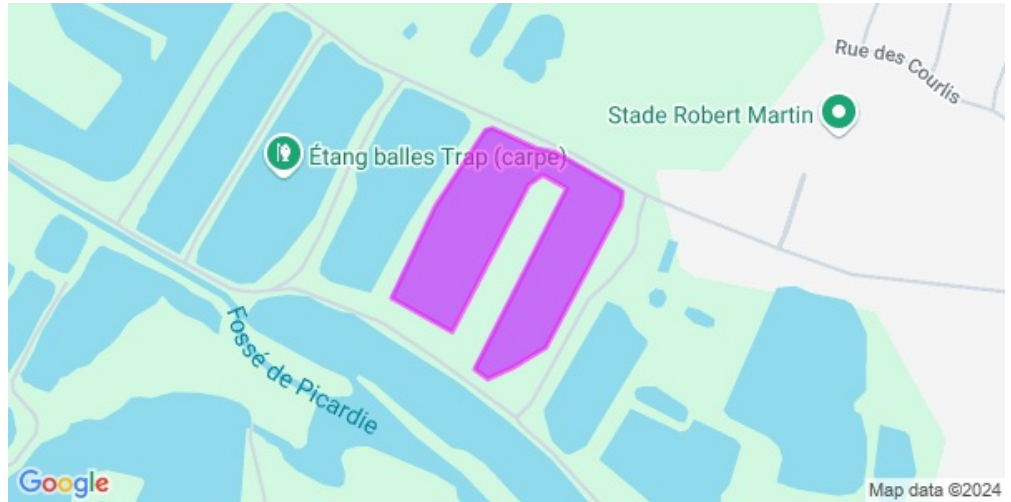 Rue des Courlis
Stade Robert Martin
Étang balles Trap (carpe)
Fossé de Picardie
Google
Map data ©2024